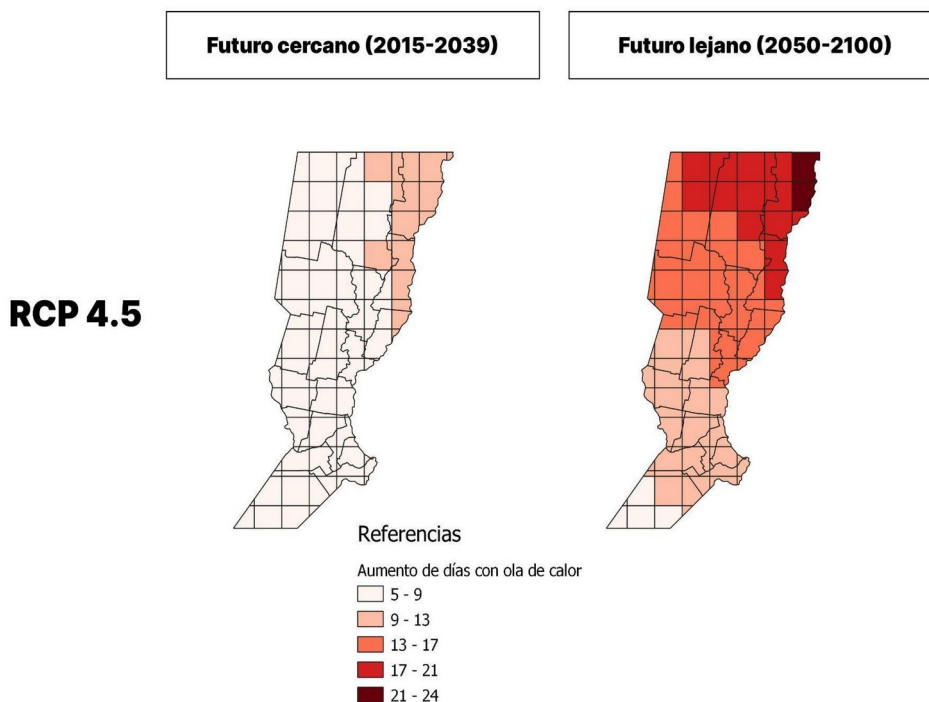 Futuro cercano (2015-2039)
Futuro lejano (2050-2100)
RCP 4.5
Referencias
Aumento de días con ola de calor
5 - 9
9 - 13
13 - 17
17 - 21
21 - 24